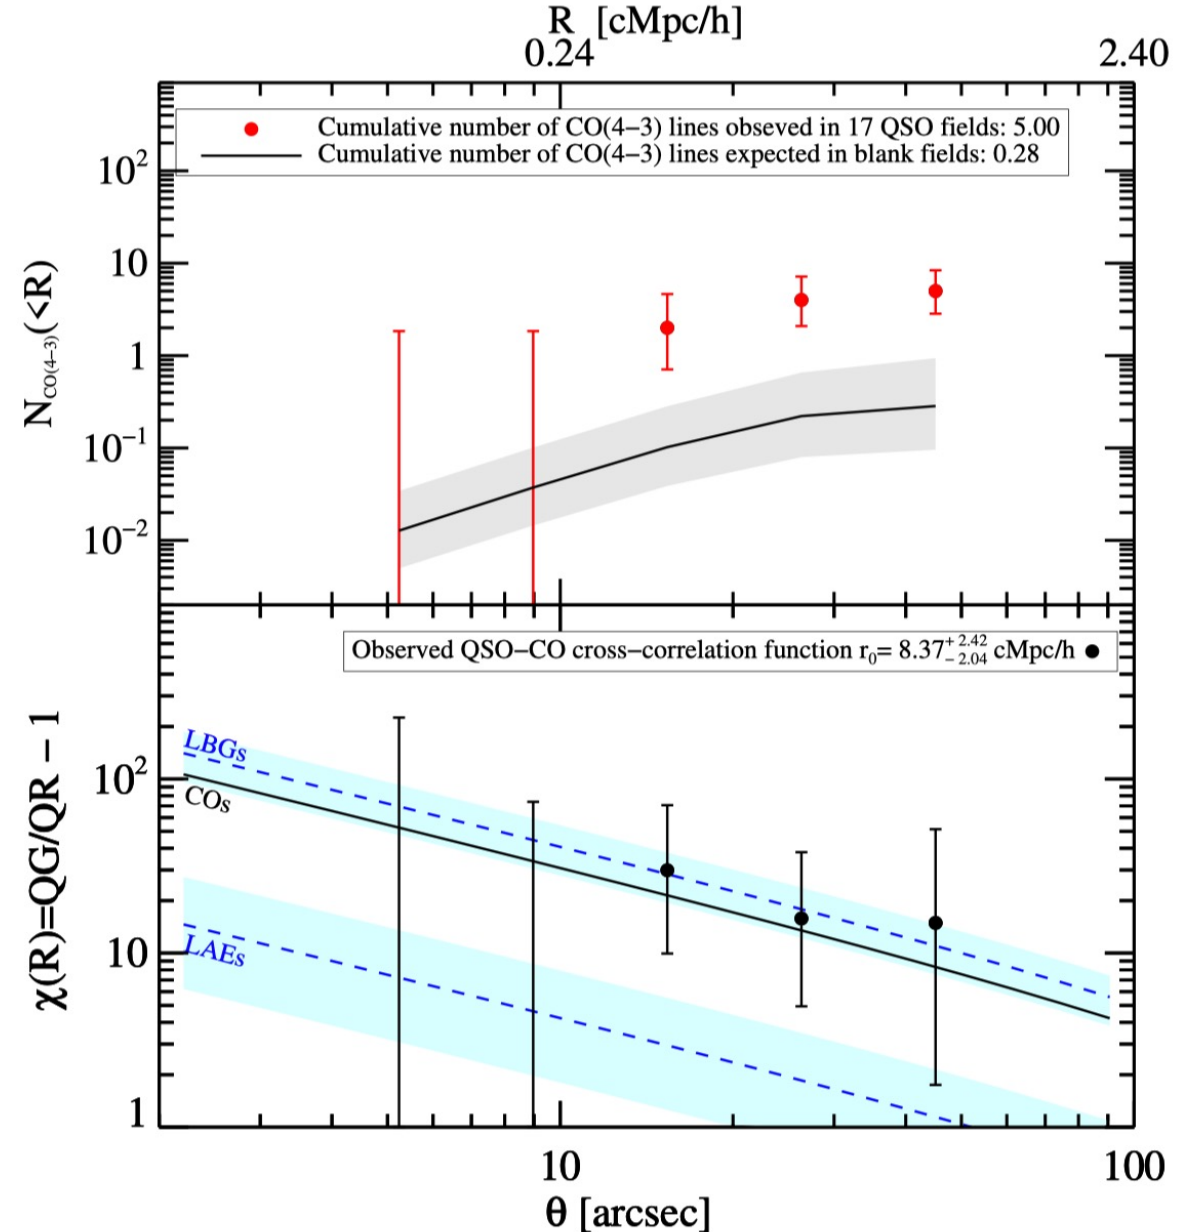 R [cMpc/h]
0.24 2.40
Cumulative number of CO(4−3) lines obseved in 17 QSO fields: 5.00
Cumulative number of CO(4−3) lines expected in blank fields: 0.28
10²
10
1
10⁻¹
10⁻²
N_CO(4−3)(<R)
Observed QSO−CO cross−correlation function r₀= 8.37 +2.42 −2.04 cMpc/h
LBGs
COs
LAEs
10²
10
1
χ(R)=QG/QR − 1
10 100
θ [arcsec]